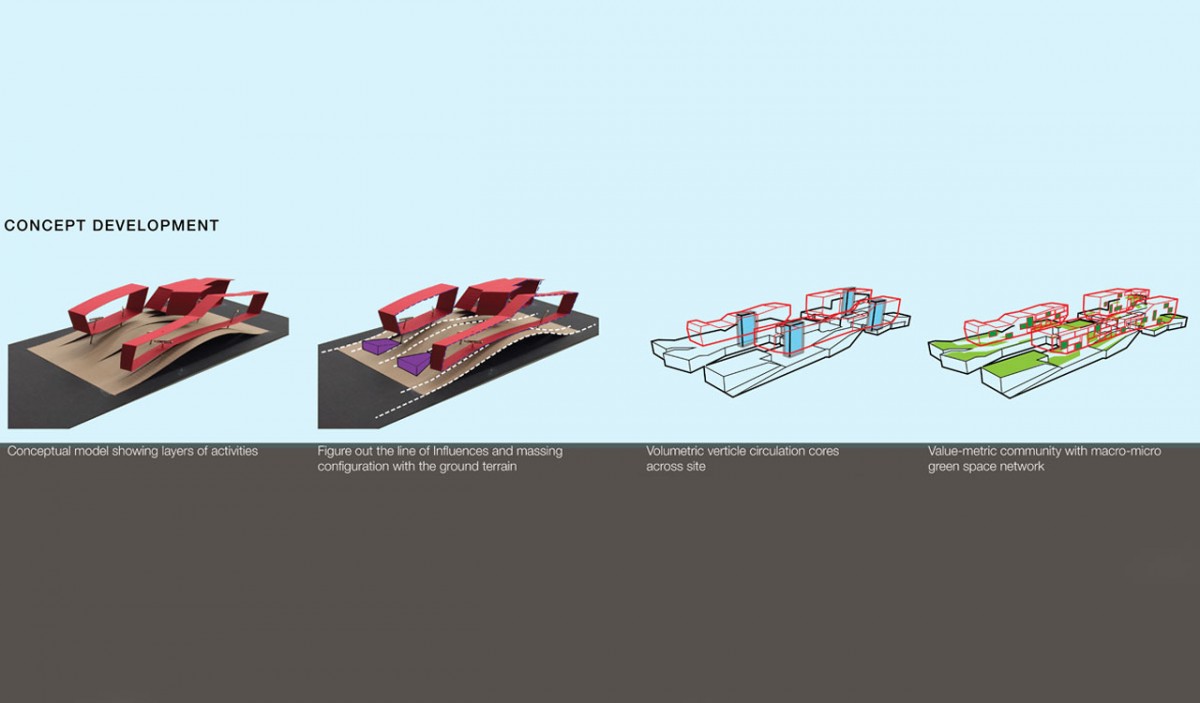 CONCEPT DEVELOPMENT
Conceptual model showing layers of activities
Figure out the line of Influences and massing
configuration with the ground terrain
Volumetric verticle circulation cores
across site
Value-metric community with macro-micro
green space network